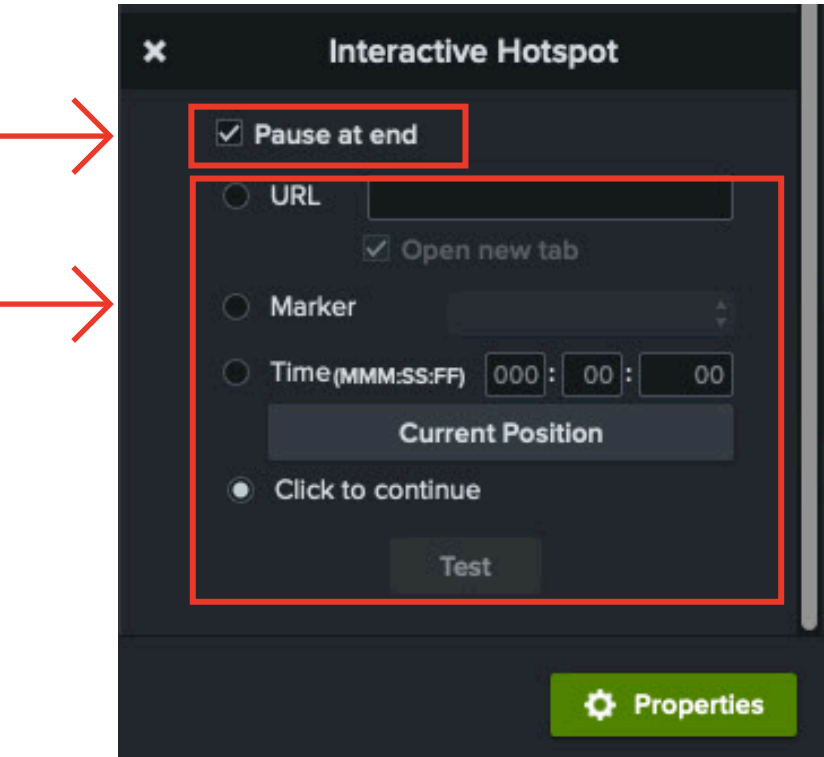 Interactive Hotspot
Pause at end
URL
Open new tab
Marker
Time(MMM:SS:FF) 000: 00: 00
Current Position
Click to continue
Test
Properties